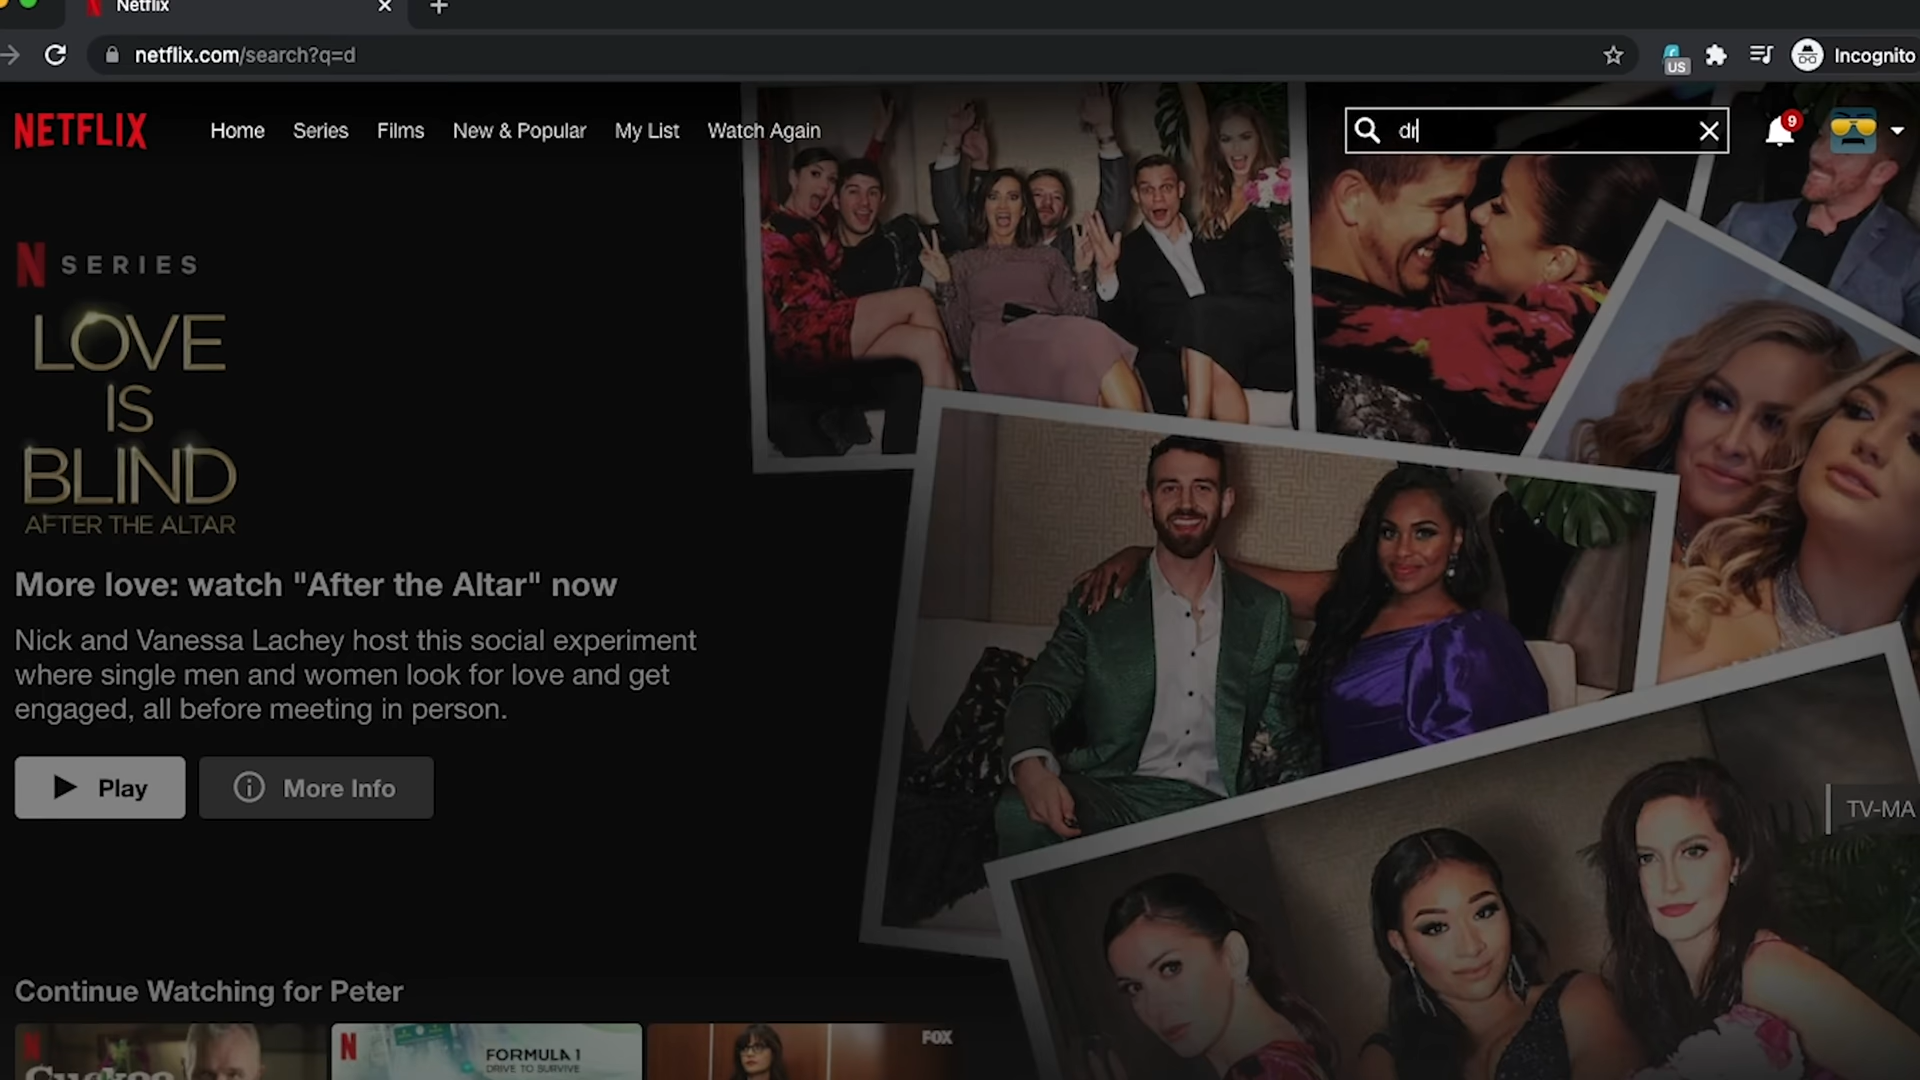 Netflix
netflix.com/search?q=d
US
Incognito
NETFLIX
Home
Series
Films
New & Popular
My List
Watch Again
dr
9
N SERIES
LOVE
IS
BLIND
AFTER THE ALTAR
More love: watch "After the Altar" now
Nick and Vanessa Lachey host this social experiment
where single men and women look for love and get
engaged, all before meeting in person.
Play
More Info
TV-MA
Continue Watching for Peter
N
Cuckoo
N
FORMULA 1
DRIVE TO SURVIVE
FOX